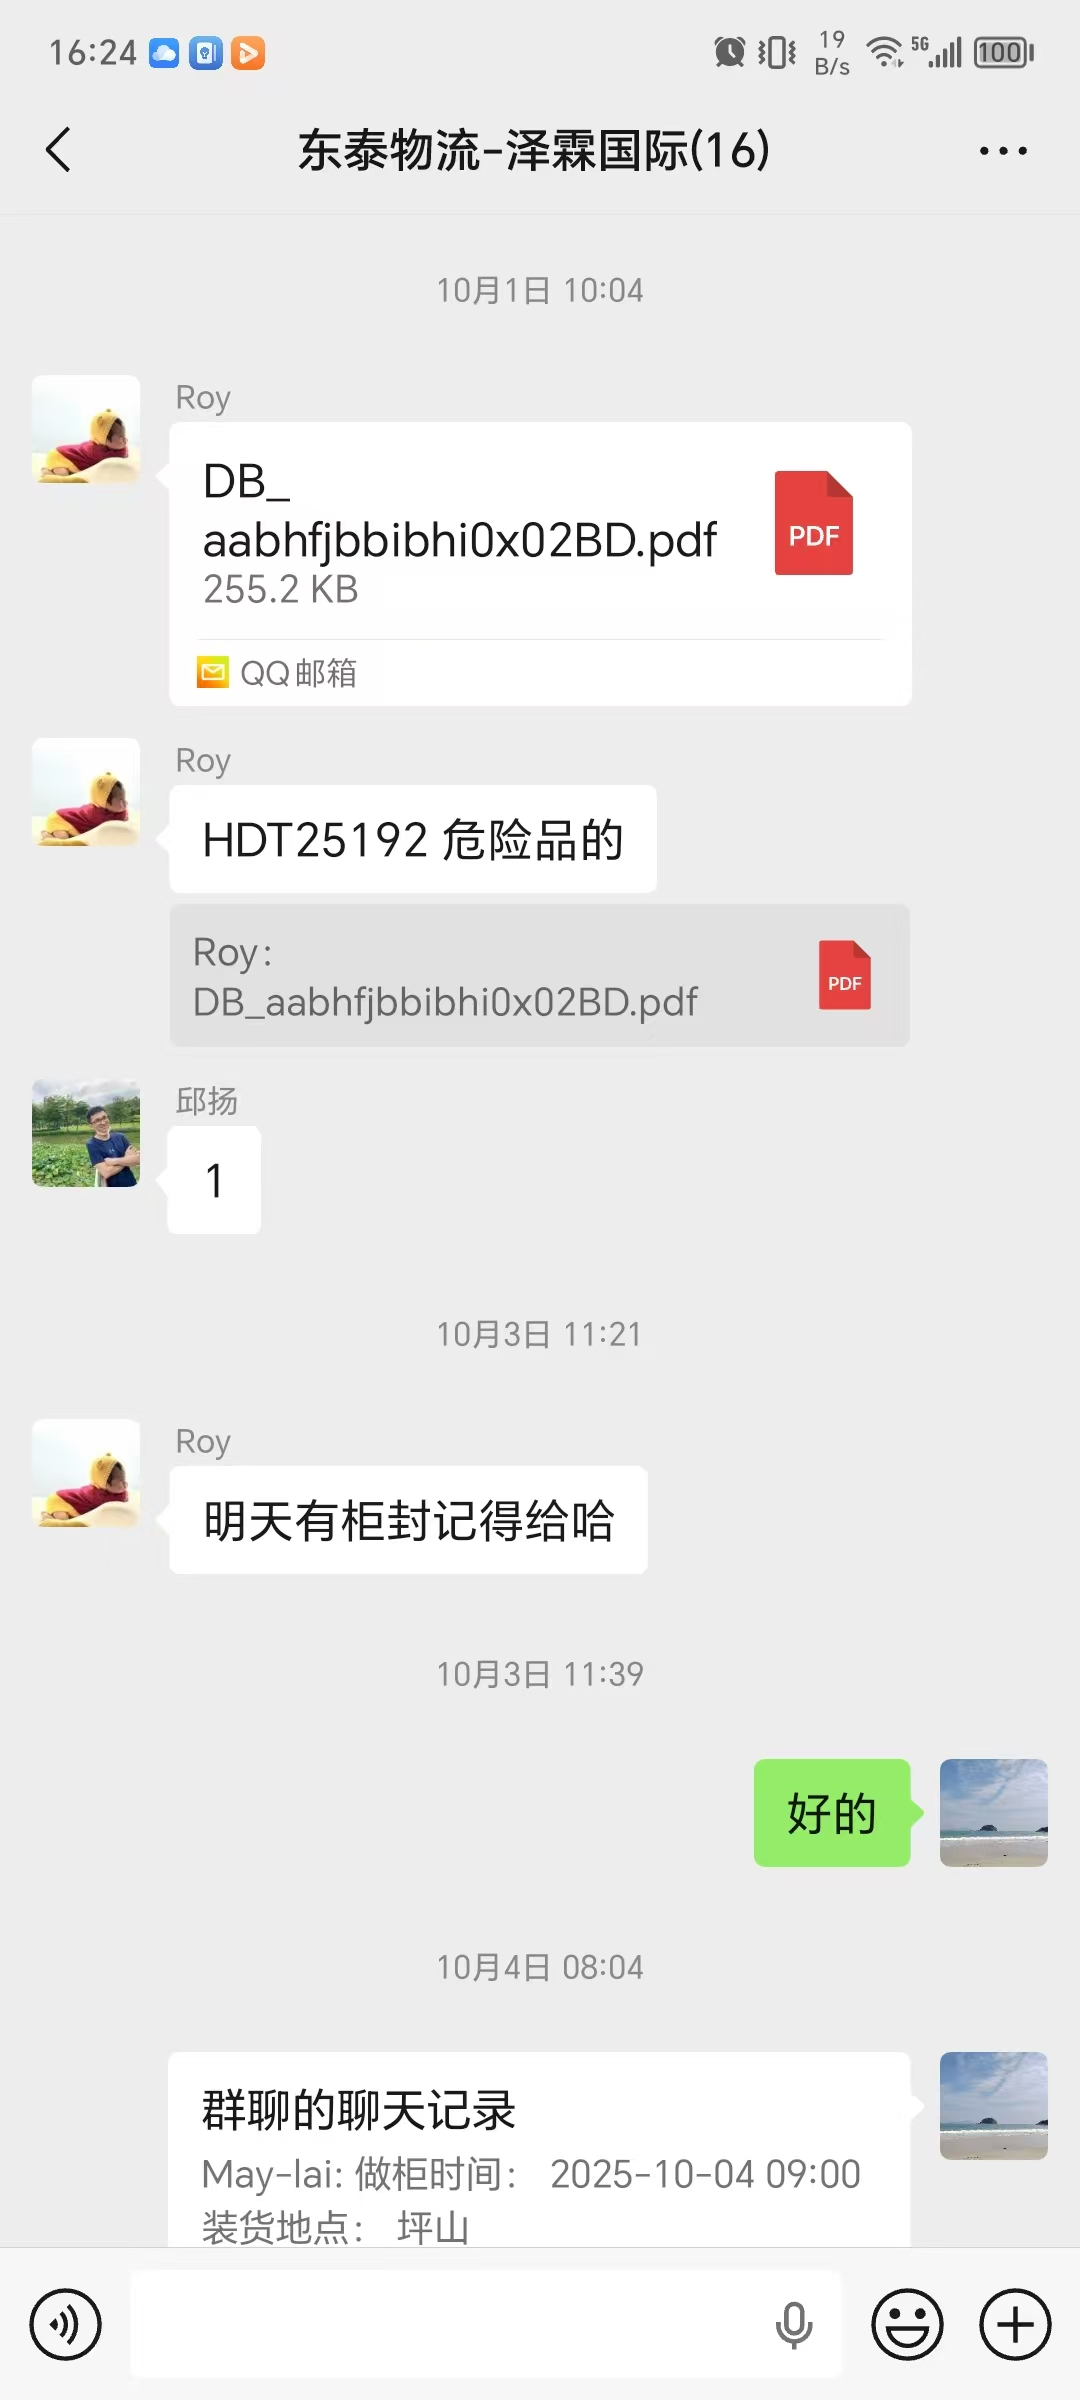 16:24
19
B/s
5G
100
东泰物流-泽霖国际(16)
10月1日 10:04
Roy
DB_
aabhfjbbibhi0x02BD.pdf
255.2 KB
PDF
QQ邮箱
Roy
HDT25192 危险品的
Roy:
DB_aabhfjbbibhi0x02BD.pdf
PDF
邱扬
1
10月3日 11:21
Roy
明天有柜封记得给哈
10月3日 11:39
好的
10月4日 08:04
群聊的聊天记录
May-lai: 做柜时间： 2025-10-04 09:00
装货地点： 坪山